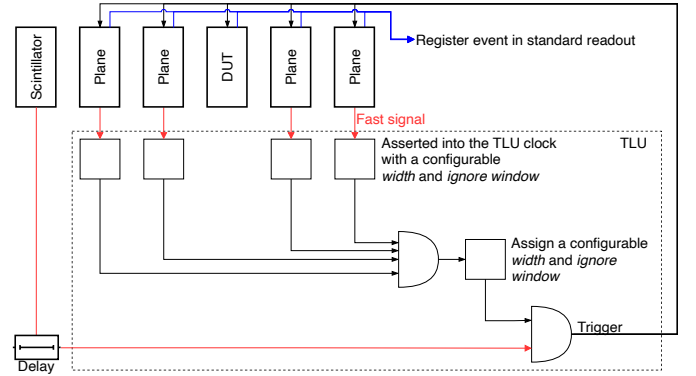 Scintillator
Plane
Plane
DUT
Plane
Plane
Register event in standard readout
Fast signal
Asserted into the TLU clock
with a configurable
width and ignore window
TLU
Assign a configurable
width and ignore
window
Trigger
Delay